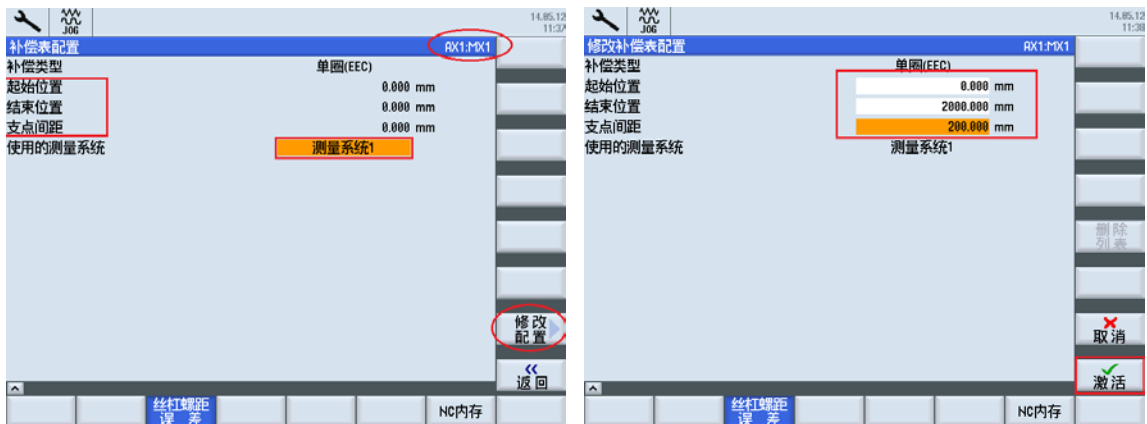 JOG
14.05.12
11:37
补偿表配置 AX1:MX1
补偿类型 单圈(EEC)
起始位置 0.000 mm
结束位置 0.000 mm
支点间距 0.000 mm
使用的测量系统 测量系统1
修改
配置
返回
丝杠螺距
误 差
NC内存
JOG
14.05.12
11:38
修改补偿表配置 AX1:MX1
补偿类型 单圈(EEC)
起始位置 0.000 mm
结束位置 2000.000 mm
支点间距 200.000 mm
使用的测量系统 测量系统1
删除
列表
取消
激活
丝杠螺距
误 差
NC内存